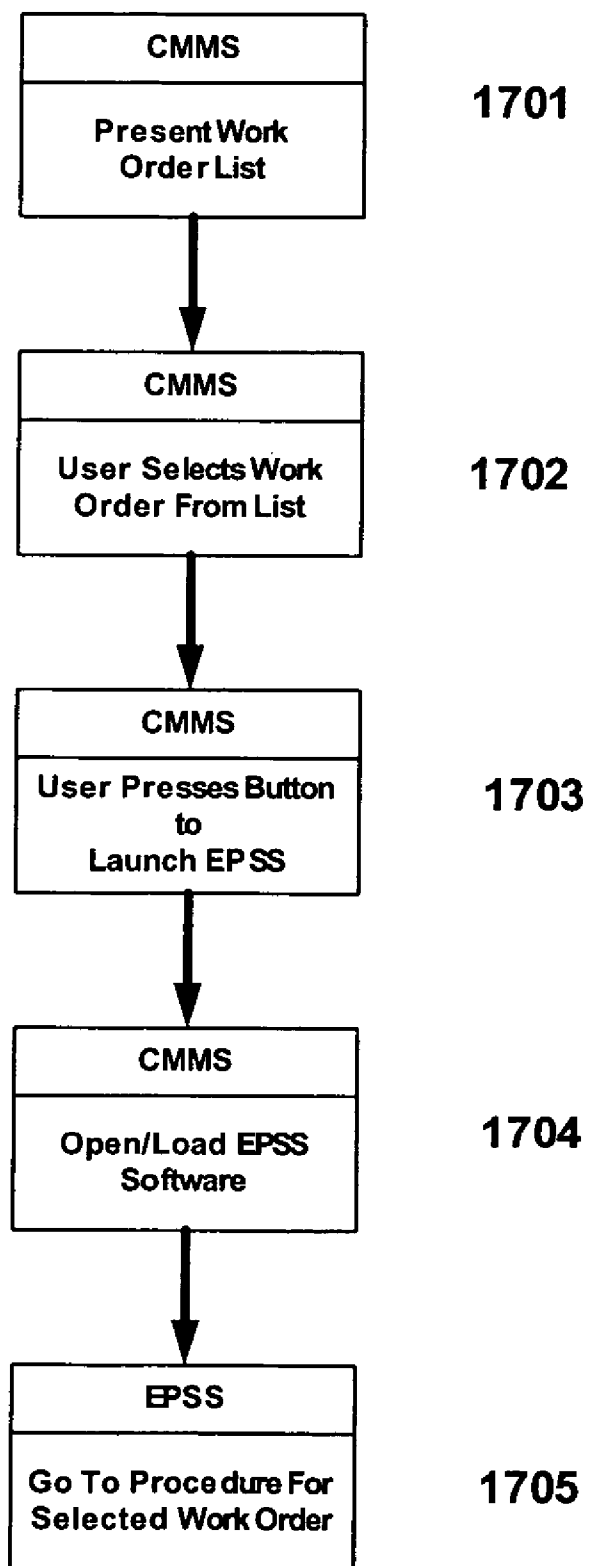 CMMS
1701
Present Work
Order List
CMMS
User Selects Work
1702
Order From List
CMMS
User Presses Button
1703
to
Launch EPSS
CMMS
1704
Open/Load EPSS
Software
EPSS
Go To Procedure For
1705
Selected Work Order